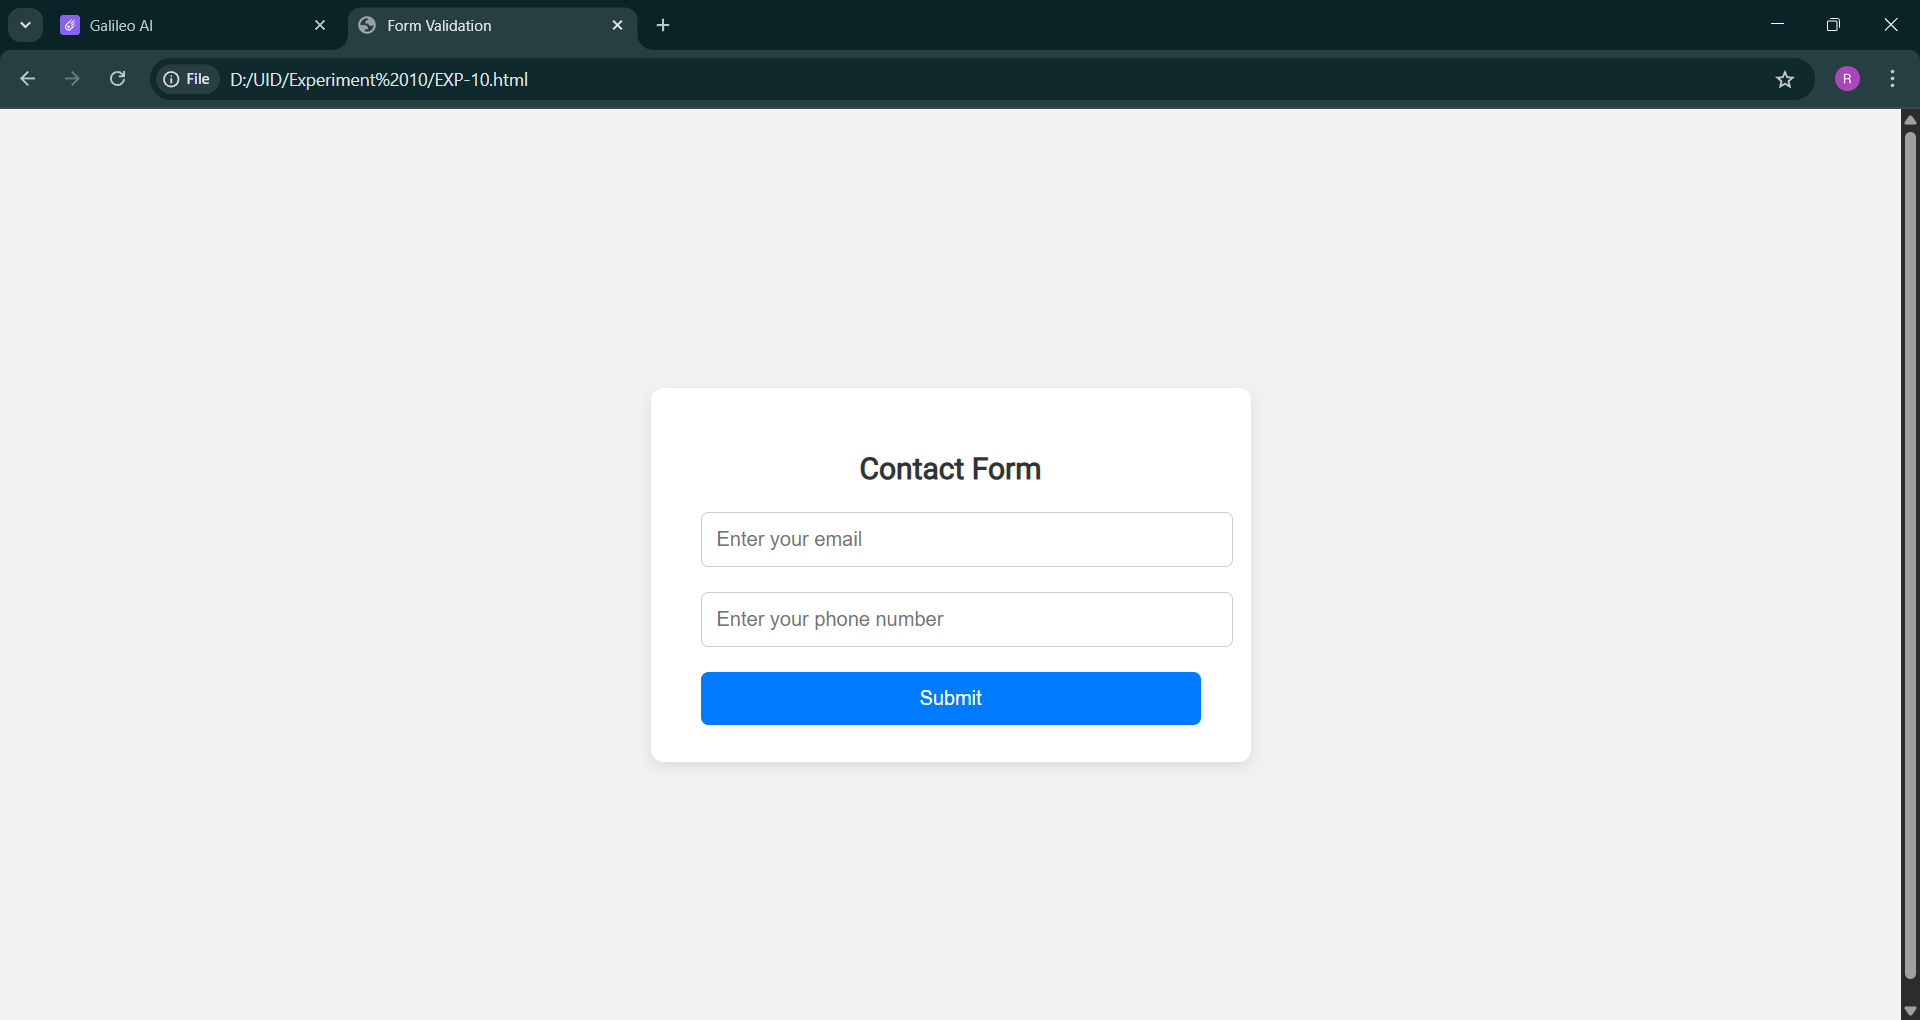 Galileo AI
Form Validation
File
D:/UID/Experiment%2010/EXP-10.html
R
Contact Form
Enter your email
Enter your phone number
Submit